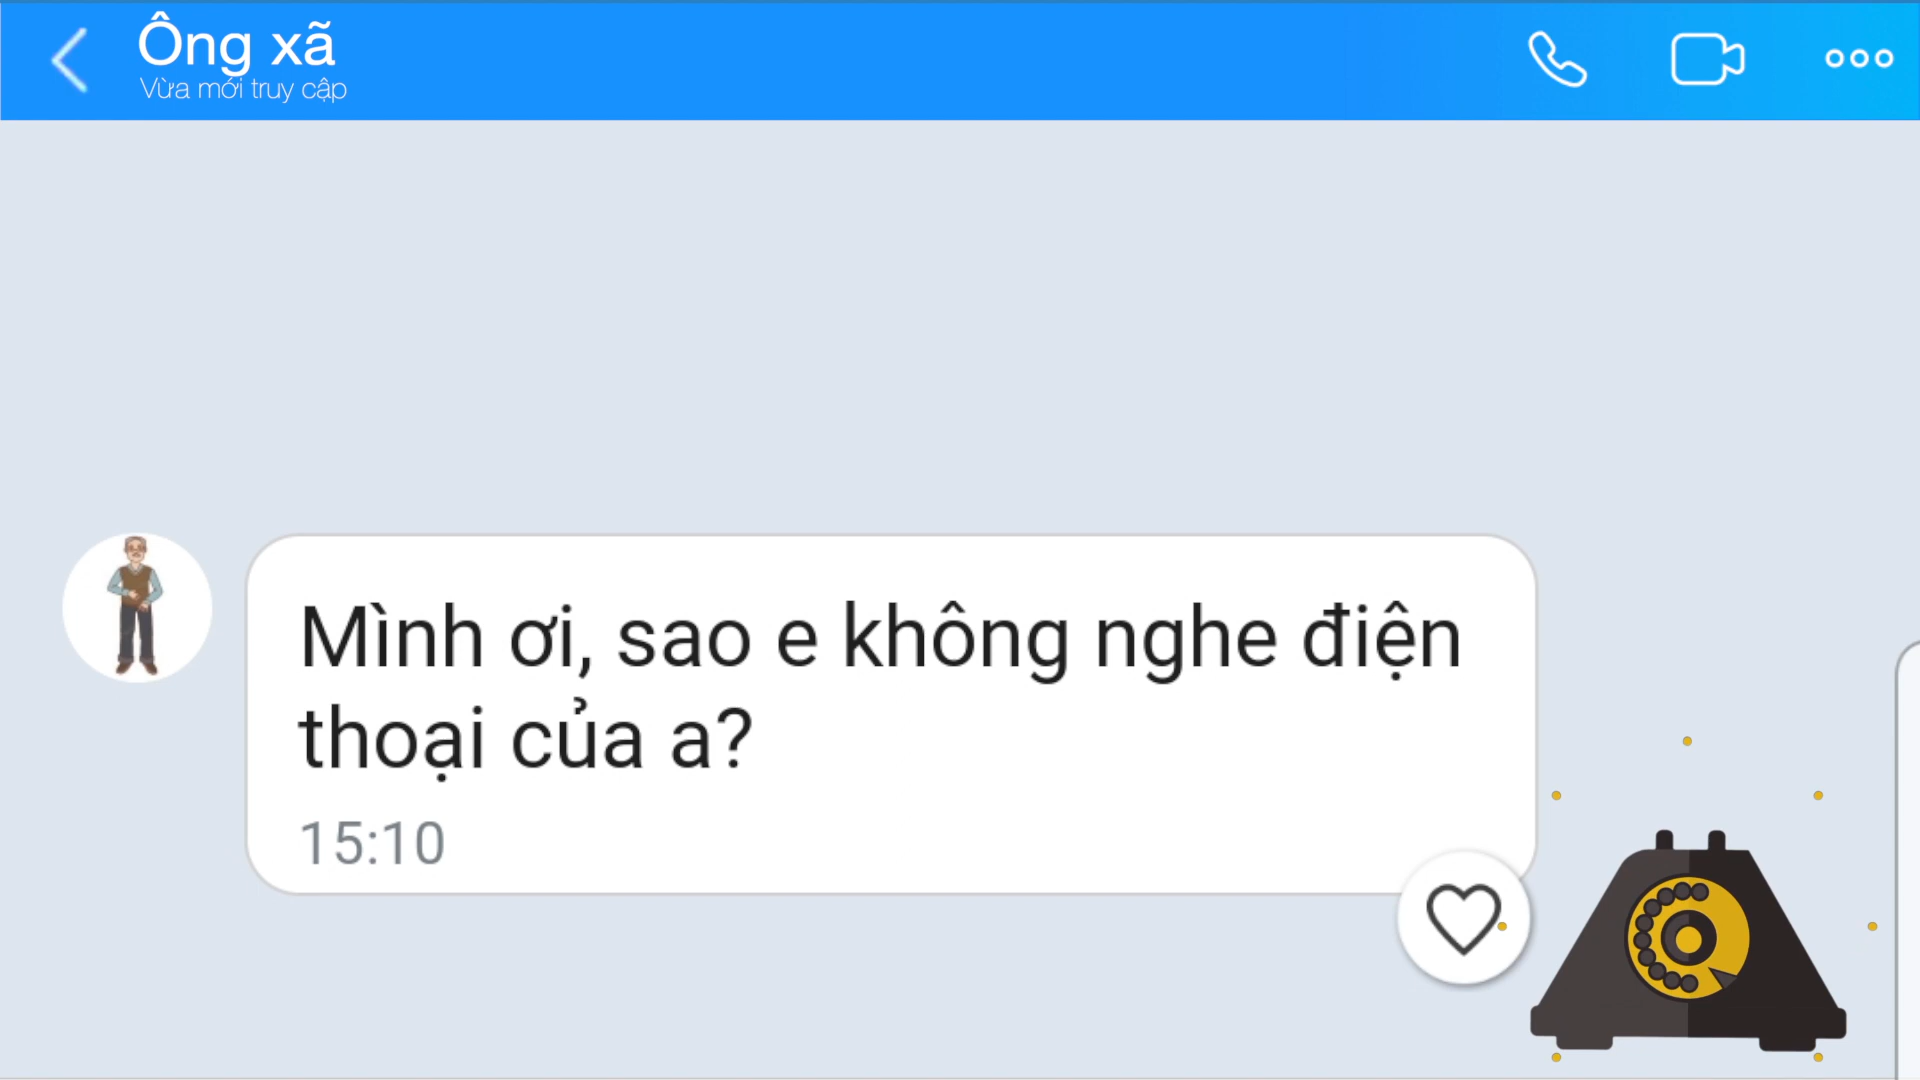 Ông xã
Vừa mới truy cập
Mình ơi, sao e không nghe điện
thoại của a?
15:10